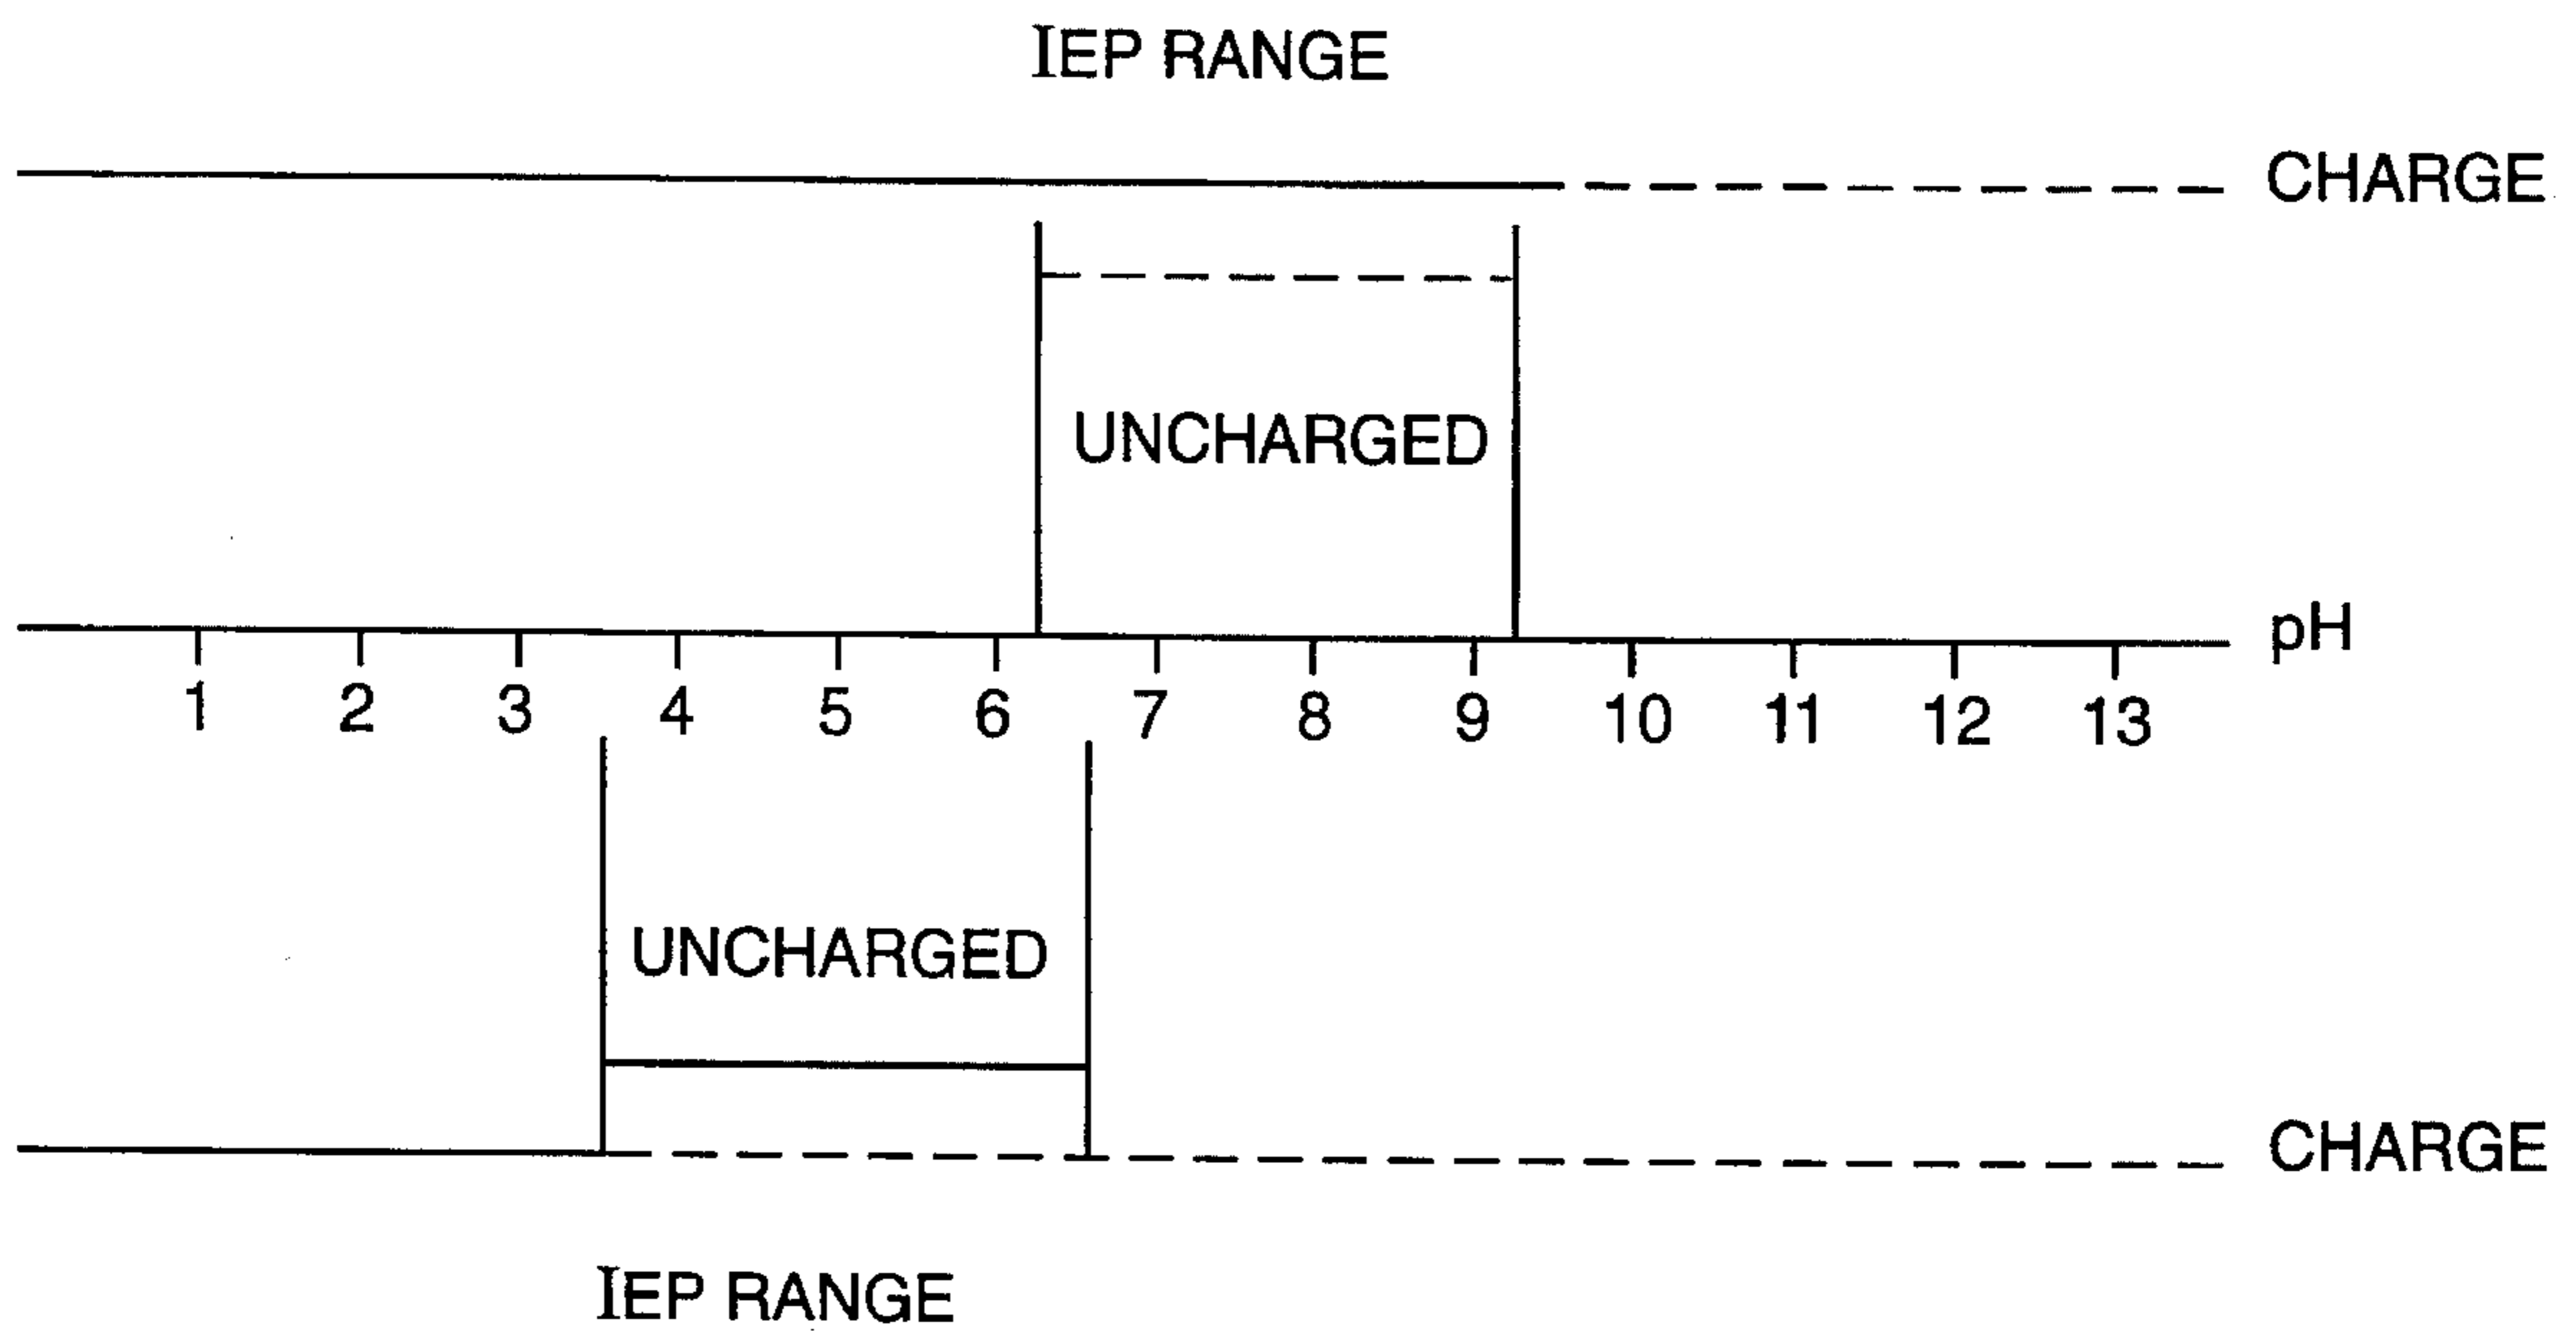 IEP RANGE
CHARGE
UNCHARGED
pH
1 2 3 4 5 6 7 8 9 10 11 12 13
UNCHARGED
CHARGE
IEP RANGE